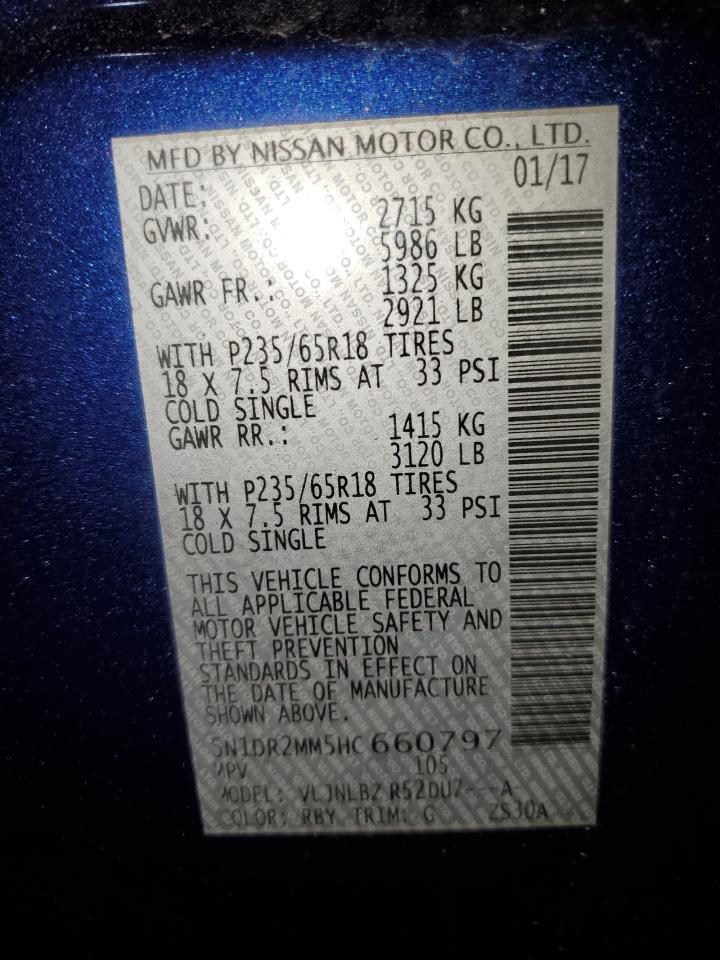 MFD BY NISSAN MOTOR CO., LTD.
DATE: 01/17
GVWR: 2715 KG
5986 LB
GAWR FR.: 1325 KG
2921 LB
WITH P235/65R18 TIRES
18 X 7.5 RIMS AT 33 PSI
COLD SINGLE
GAWR RR.: 1415 KG
3120 LB
WITH P235/65R18 TIRES
18 X 7.5 RIMS AT 33 PSI
COLD SINGLE
THIS VEHICLE CONFORMS TO
ALL APPLICABLE FEDERAL
MOTOR VEHICLE SAFETY AND
THEFT PREVENTION
STANDARDS IN EFFECT ON
THE DATE OF MANUFACTURE
SHOWN ABOVE.
5N1DR2MM5HC660797
MPV 105
MODEL: VLJNLBZ R52DUZ---A-
COLOR: RBY TRIM: G ZS30A